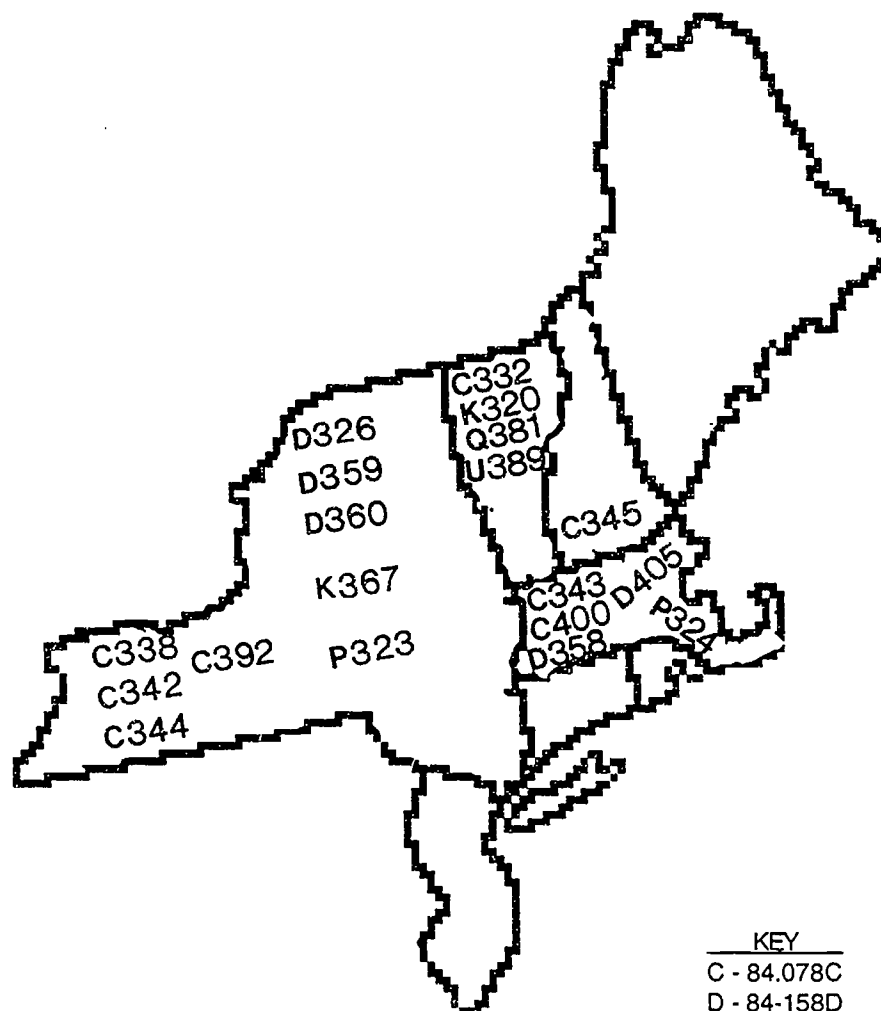 C332
K320
Q381
U389
D326
D359
D360
K367
P323
C338
C392
C342
C344
C345
C343
C400
D358
D405
P324
KEY
C - 84.078C
D - 84-158D